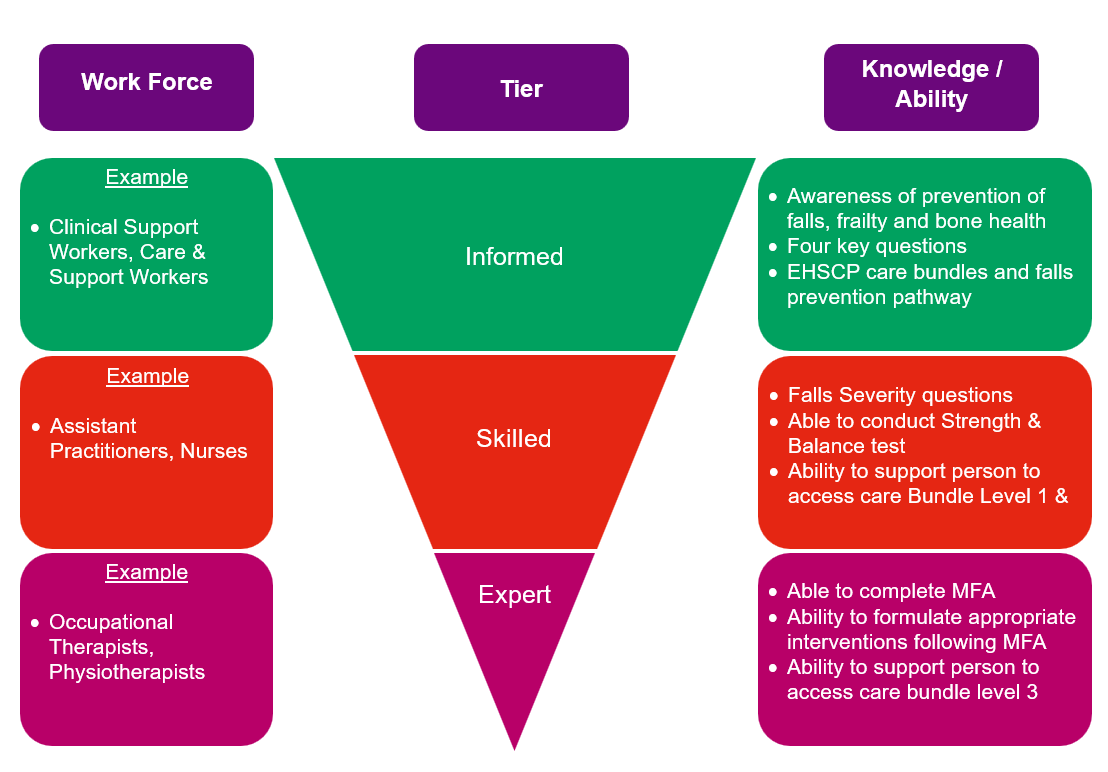 Work Force
Tier
Knowledge /
Ability
Example
• Clinical Support
Workers, Care &
Support Workers
Informed
• Awareness of prevention of
falls, frailty and bone health
• Four key questions
• EHSCP care bundles and falls
prevention pathway
Example
• Assistant
Practitioners, Nurses
Skilled
• Falls Severity questions
• Able to conduct Strength &
Balance test
• Ability to support person to
access care Bundle Level 1 &
Example
• Occupational
Therapists,
Physiotherapists
Expert
• Able to complete MFA
• Ability to formulate appropriate
interventions following MFA
• Ability to support person to
access care bundle level 3